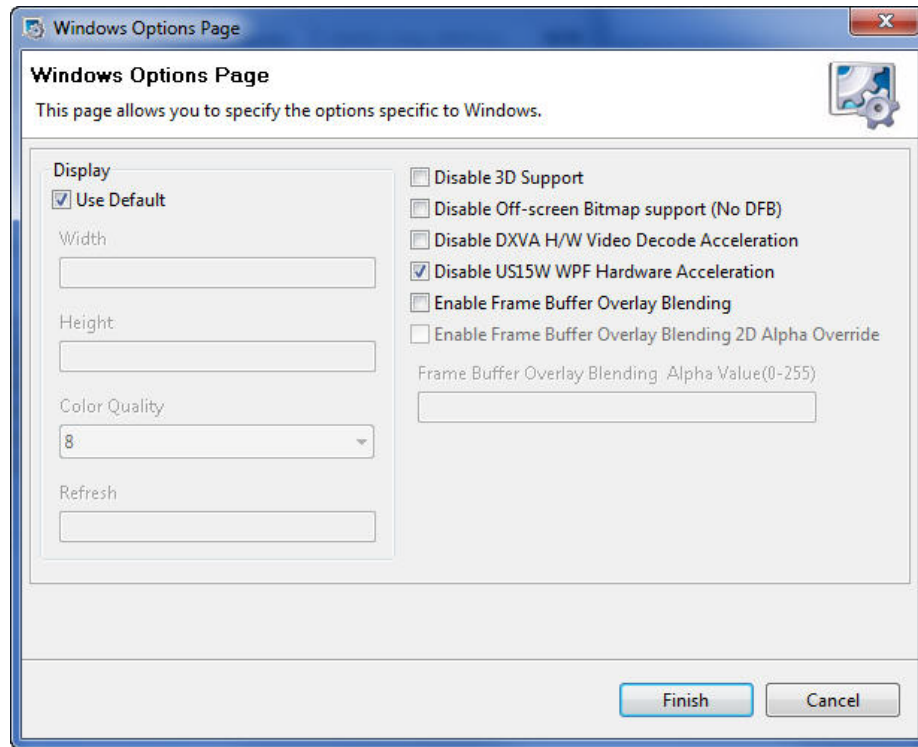 Windows Options Page
Windows Options Page
This page allows you to specify the options specific to Windows.
Display
Use Default
Width
Height
Color Quality
8
Refresh
Disable 3D Support
Disable Off-screen Bitmap support (No DFB)
Disable DXVA H/W Video Decode Acceleration
Disable US15W WPF Hardware Acceleration
Enable Frame Buffer Overlay Blending
Enable Frame Buffer Overlay Blending 2D Alpha Override
Frame Buffer Overlay Blending  Alpha Value(0-255)
Finish
Cancel